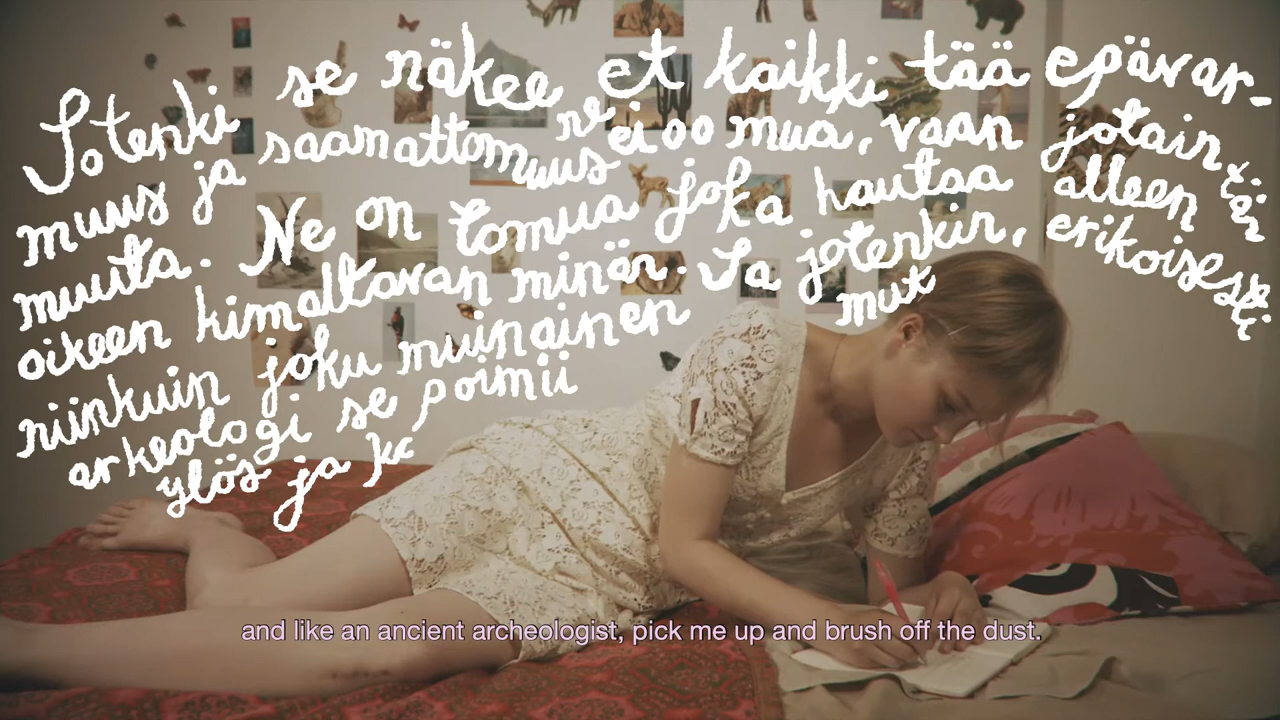 Jotenki se näkee et kaikki tää epävar-
muus ja saamattomuus ne ei oo mua, vaan jotain
muuta. Ne on tomua joka hautaa alleen tän
oikeen kimaltavan minän. Ja jotenkin, erikoisesti
niinkuin joku muinainen mut
arkeologi se poimii
ylös ja k
and like an ancient archeologist, pick me up and brush off the dust.